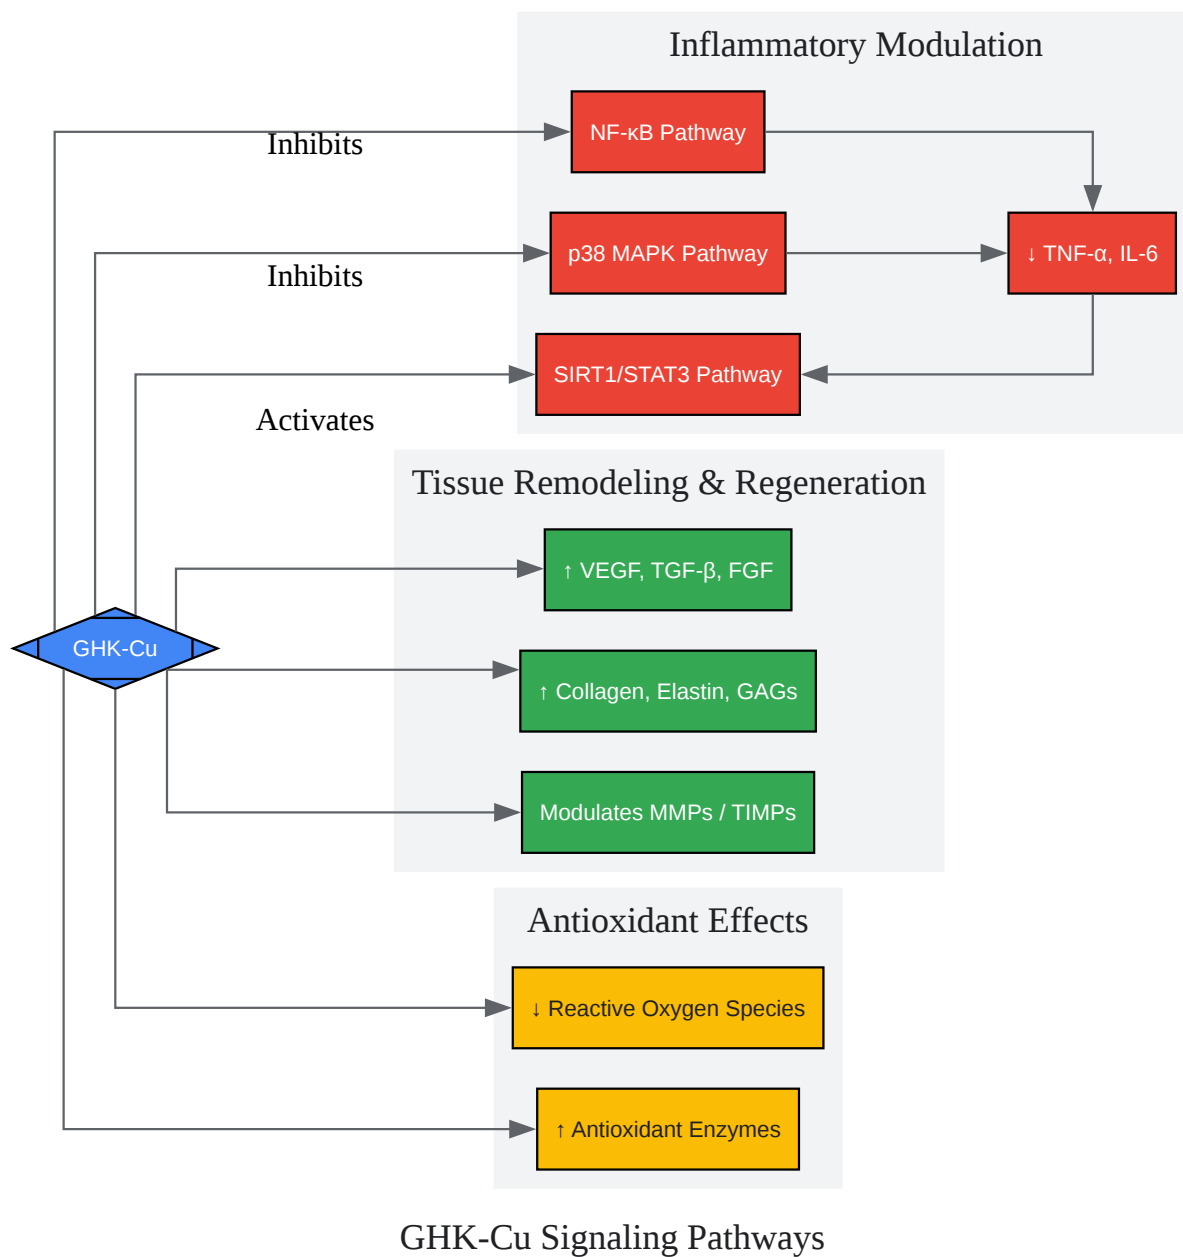 Inflammatory Modulation
NF-κB Pathway
Inhibits
p38 MAPK Pathway
↓ TNF-α, IL-6
Inhibits
SIRT1/STAT3 Pathway
Activates
Tissue Remodeling & Regeneration
↑ VEGF, TGF-β, FGF
GHK-Cu
↑ Collagen, Elastin, GAGs
Modulates MMPs / TIMPs
Antioxidant Effects
↓ Reactive Oxygen Species
↑ Antioxidant Enzymes
GHK-Cu Signaling Pathways